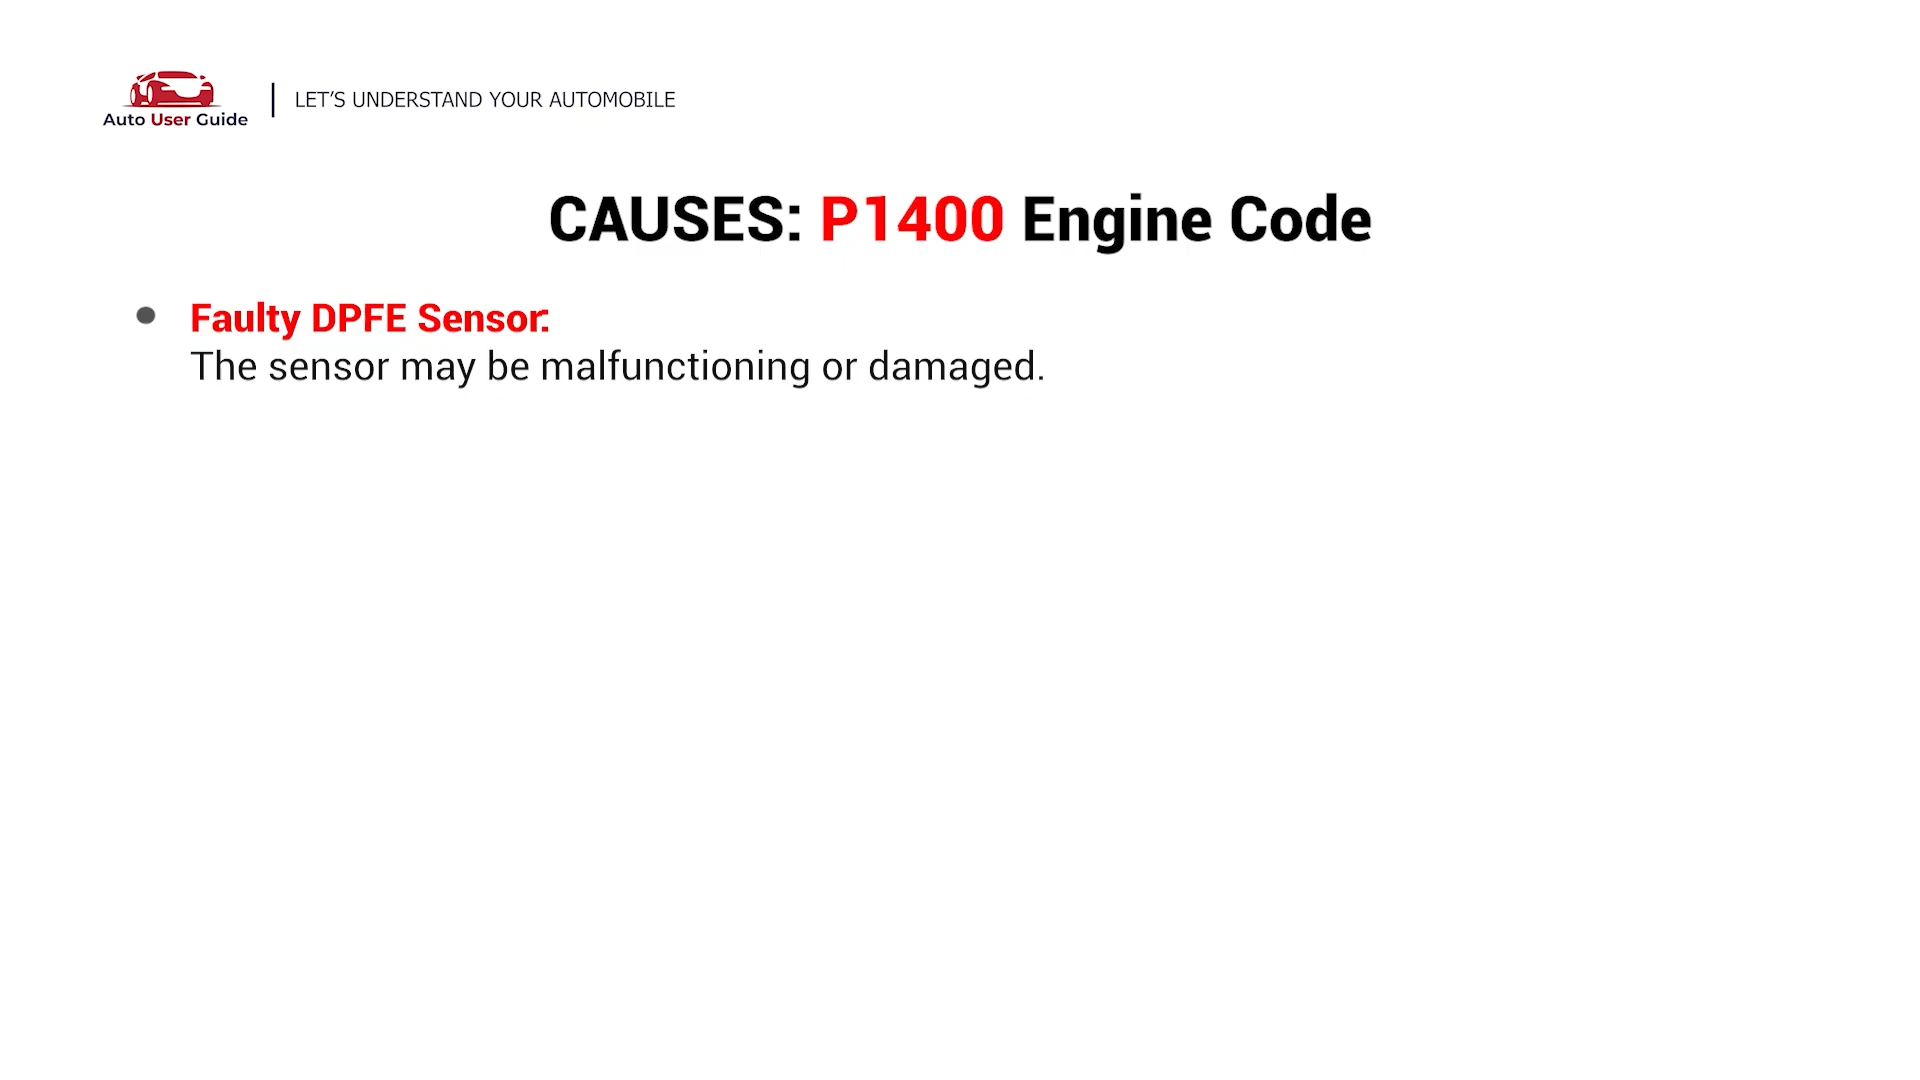 Auto User Guide
LET'S UNDERSTAND YOUR AUTOMOBILE
CAUSES: P1400 Engine Code
Faulty DPFE Sensor:
The sensor may be malfunctioning or damaged.